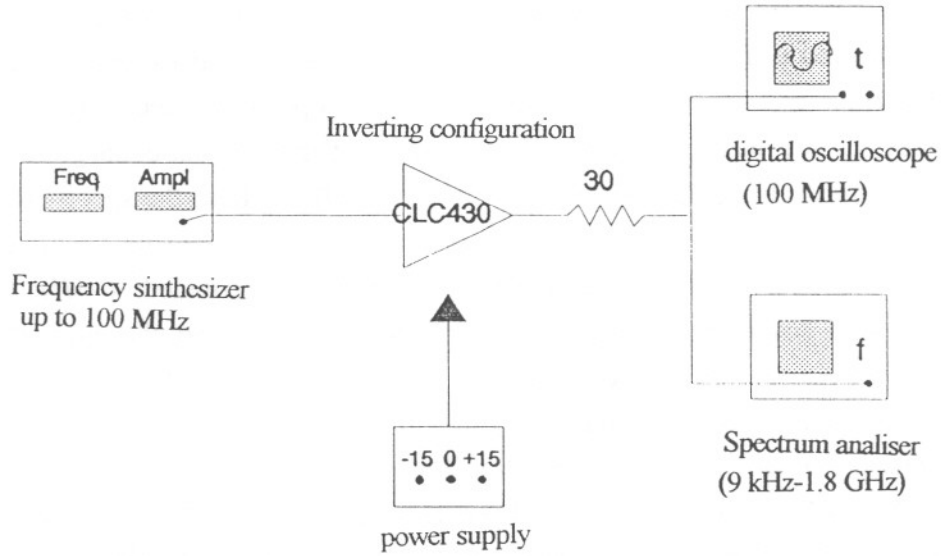 t
Inverting configuration
digital oscilloscope
(100 MHz)
Freq Ampl
30
CLC430
Frequency sinthesizer
up to 100 MHz
f
-15 0 +15
Spectrum analiser
(9 kHz-1.8 GHz)
power supply